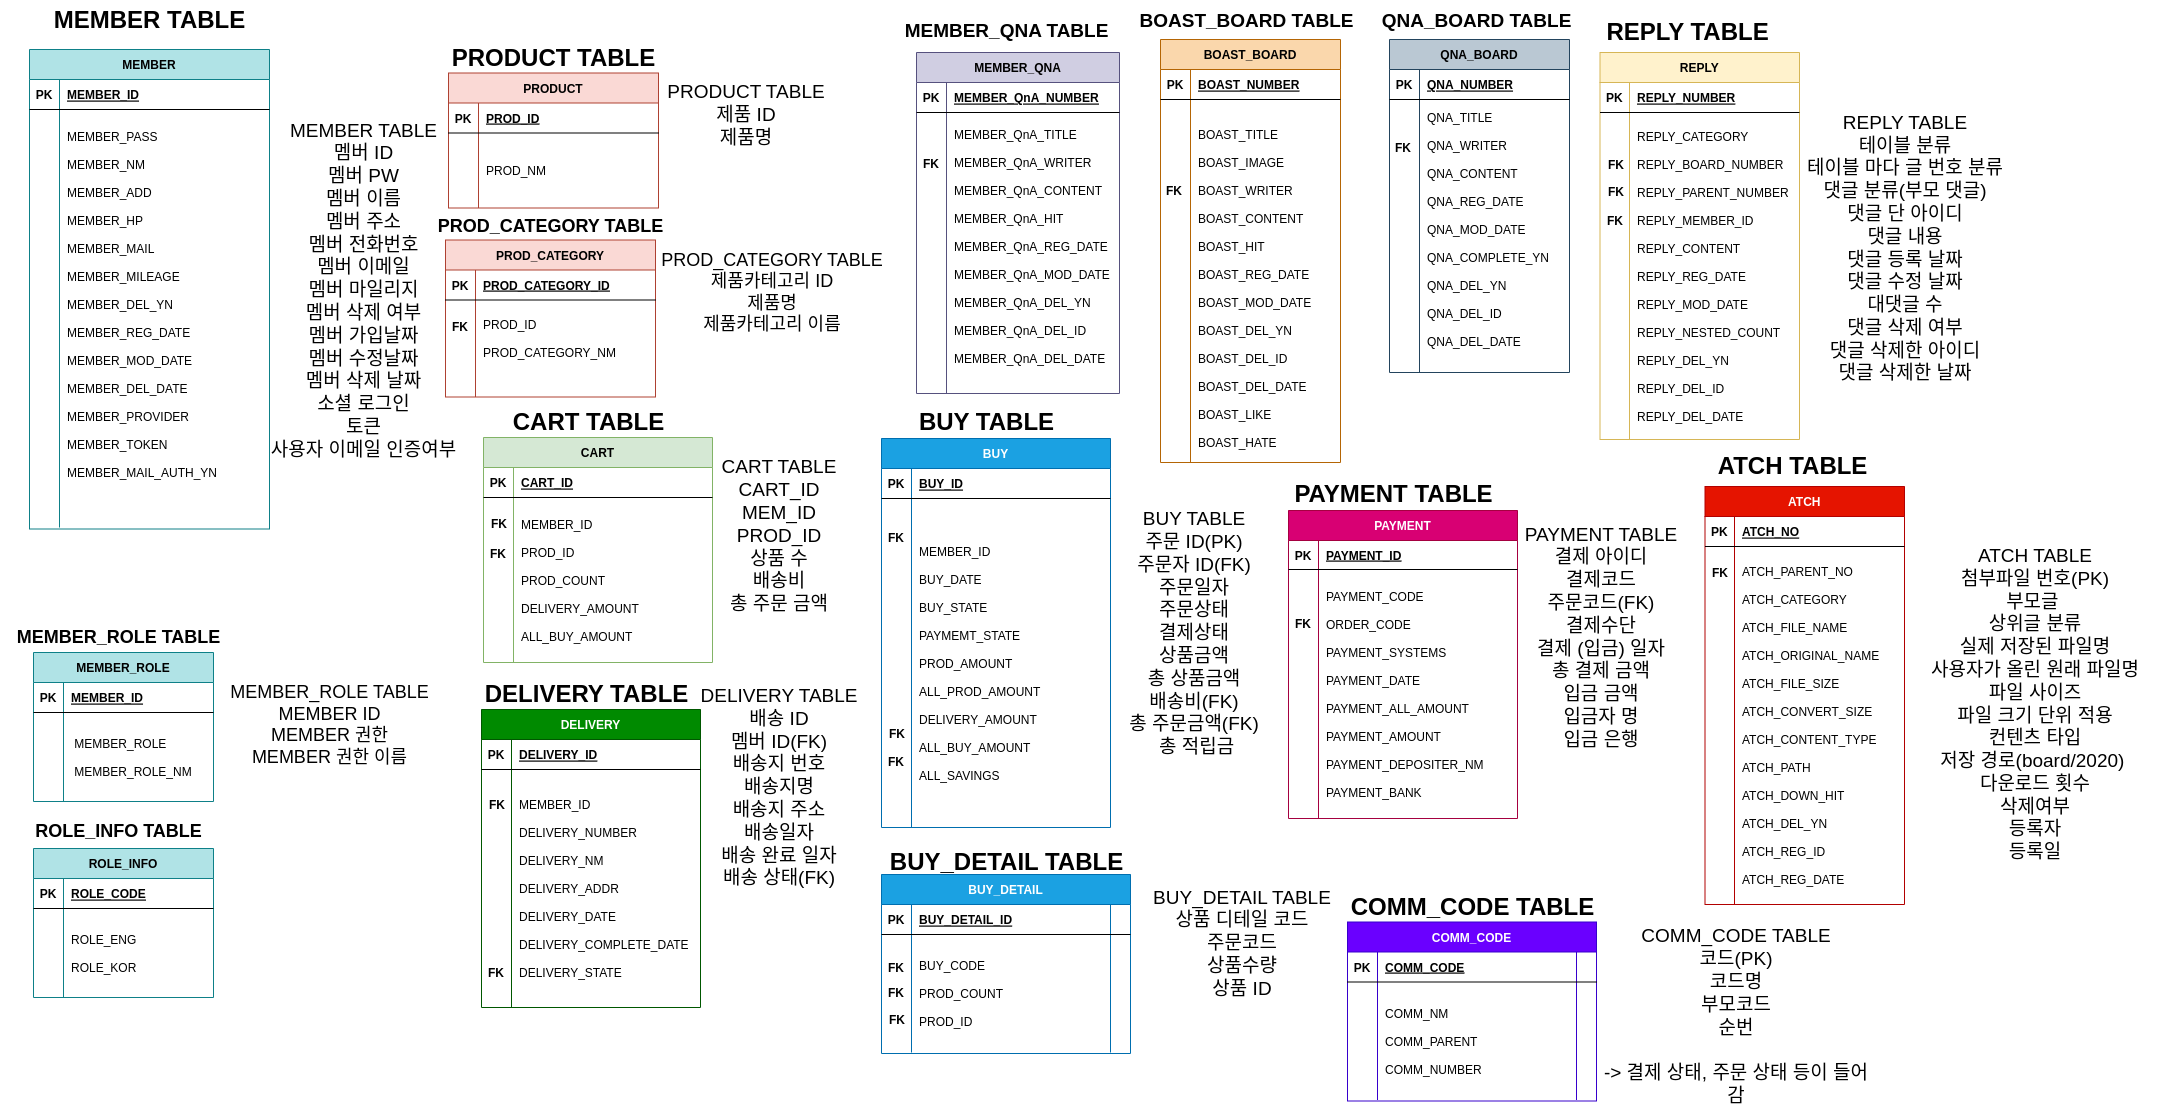 MEMBER TABLE
MEMBER
PK MEMBER_ID
MEMBER_PASS
MEMBER_NM
MEMBER_ADD
MEMBER_HP
MEMBER_MAIL
MEMBER_MILEAGE
MEMBER_DEL_YN
MEMBER_REG_DATE
MEMBER_MOD_DATE
MEMBER_DEL_DATE
MEMBER_PROVIDER
MEMBER_TOKEN
MEMBER_MAIL_AUTH_YN
MEMBER TABLE
멤버 ID
멤버 PW
멤버 이름
멤버 주소
멤버 전화번호
멤버 이메일
멤버 마일리지
멤버 삭제 여부
멤버 가입날짜
멤버 수정날짜
멤버 삭제 날짜
소셜 로그인
토큰
사용자 이메일 인증여부
PRODUCT TABLE
PRODUCT
PK PROD_ID
PROD_NM
PRODUCT TABLE
제품 ID
제품명
PROD_CATEGORY TABLE
PROD_CATEGORY
PK PROD_CATEGORY_ID
FK PROD_ID
PROD_CATEGORY_NM
PROD_CATEGORY TABLE
제품카테고리 ID
제품명
제품카테고리 이름
CART TABLE
CART
PK CART_ID
FK MEMBER_ID
FK PROD_ID
PROD_COUNT
DELIVERY_AMOUNT
ALL_BUY_AMOUNT
CART TABLE
CART_ID
MEM_ID
PROD_ID
상품 수
배송비
총 주문 금액
MEMBER_QNA TABLE
MEMBER_QNA
PK MEMBER_QnA_NUMBER
MEMBER_QnA_TITLE
FK MEMBER_QnA_WRITER
MEMBER_QnA_CONTENT
MEMBER_QnA_HIT
MEMBER_QnA_REG_DATE
MEMBER_QnA_MOD_DATE
MEMBER_QnA_DEL_YN
MEMBER_QnA_DEL_ID
MEMBER_QnA_DEL_DATE
BOAST_BOARD TABLE
BOAST_BOARD
PK BOAST_NUMBER
BOAST_TITLE
BOAST_IMAGE
FK BOAST_WRITER
BOAST_CONTENT
BOAST_HIT
BOAST_REG_DATE
BOAST_MOD_DATE
BOAST_DEL_YN
BOAST_DEL_ID
BOAST_DEL_DATE
BOAST_LIKE
BOAST_HATE
QNA_BOARD TABLE
QNA_BOARD
PK QNA_NUMBER
QNA_TITLE
FK QNA_WRITER
QNA_CONTENT
QNA_REG_DATE
QNA_MOD_DATE
QNA_COMPLETE_YN
QNA_DEL_YN
QNA_DEL_ID
QNA_DEL_DATE
REPLY TABLE
REPLY
PK REPLY_NUMBER
REPLY_CATEGORY
FK REPLY_BOARD_NUMBER
FK REPLY_PARENT_NUMBER
FK REPLY_MEMBER_ID
REPLY_CONTENT
REPLY_REG_DATE
REPLY_MOD_DATE
REPLY_NESTED_COUNT
REPLY_DEL_YN
REPLY_DEL_ID
REPLY_DEL_DATE
REPLY TABLE
테이블 분류
테이블 마다 글 번호 분류
댓글 분류(부모 댓글)
댓글 단 아이디
댓글 내용
댓글 등록 날짜
댓글 수정 날짜
대댓글 수
댓글 삭제 여부
댓글 삭제한 아이디
댓글 삭제한 날짜
BUY TABLE
BUY
PK BUY_ID
FK
MEMBER_ID
BUY_DATE
BUY_STATE
PAYMEMT_STATE
PROD_AMOUNT
ALL_PROD_AMOUNT
DELIVERY_AMOUNT
FK
ALL_BUY_AMOUNT
FK
ALL_SAVINGS
BUY TABLE
주문 ID(PK)
주문자 ID(FK)
주문일자
주문상태
결제상태
상품금액
총 상품금액
배송비(FK)
총 주문금액(FK)
총 적립금
PAYMENT TABLE
PAYMENT
PK PAYMENT_ID
PAYMENT_CODE
FK ORDER_CODE
PAYMENT_SYSTEMS
PAYMENT_DATE
PAYMENT_ALL_AMOUNT
PAYMENT_AMOUNT
PAYMENT_DEPOSITER_NM
PAYMENT_BANK
PAYMENT TABLE
결제 아이디
결제코드
주문코드(FK)
결제수단
결제 (입금) 일자
총 결제 금액
입금 금액
입금자 명
입금 은행
ATCH TABLE
ATCH
PK ATCH_NO
FK ATCH_PARENT_NO
ATCH_CATEGORY
ATCH_FILE_NAME
ATCH_ORIGINAL_NAME
ATCH_FILE_SIZE
ATCH_CONVERT_SIZE
ATCH_CONTENT_TYPE
ATCH_PATH
ATCH_DOWN_HIT
ATCH_DEL_YN
ATCH_REG_ID
ATCH_REG_DATE
ATCH TABLE
첨부파일 번호(PK)
부모글
상위글 분류
실제 저장된 파일명
사용자가 올린 원래 파일명
파일 사이즈
파일 크기 단위 적용
컨텐츠 타입
저장 경로(board/2020)
다운로드 횟수
삭제여부
등록자
등록일
MEMBER_ROLE TABLE
MEMBER_ROLE
PK MEMBER_ID
MEMBER_ROLE
MEMBER_ROLE_NM
MEMBER_ROLE TABLE
MEMBER ID
MEMBER 권한
MEMBER 권한 이름
ROLE_INFO TABLE
ROLE_INFO
PK ROLE_CODE
ROLE_ENG
ROLE_KOR
DELIVERY TABLE
DELIVERY
PK DELIVERY_ID
FK MEMBER_ID
DELIVERY_NUMBER
DELIVERY_NM
DELIVERY_ADDR
DELIVERY_DATE
DELIVERY_COMPLETE_DATE
FK DELIVERY_STATE
DELIVERY TABLE
배송 ID
멤버 ID(FK)
배송지 번호
배송지명
배송지 주소
배송일자
배송 완료 일자
배송 상태(FK)
BUY_DETAIL TABLE
BUY_DETAIL
PK BUY_DETAIL_ID
FK BUY_CODE
FK PROD_COUNT
FK PROD_ID
BUY_DETAIL TABLE
상품 디테일 코드
주문코드
상품수량
상품 ID
COMM_CODE TABLE
COMM_CODE
PK COMM_CODE
COMM_NM
COMM_PARENT
COMM_NUMBER
COMM_CODE TABLE
코드(PK)
코드명
부모코드
순번
-> 결제 상태, 주문 상태 등이 들어
감